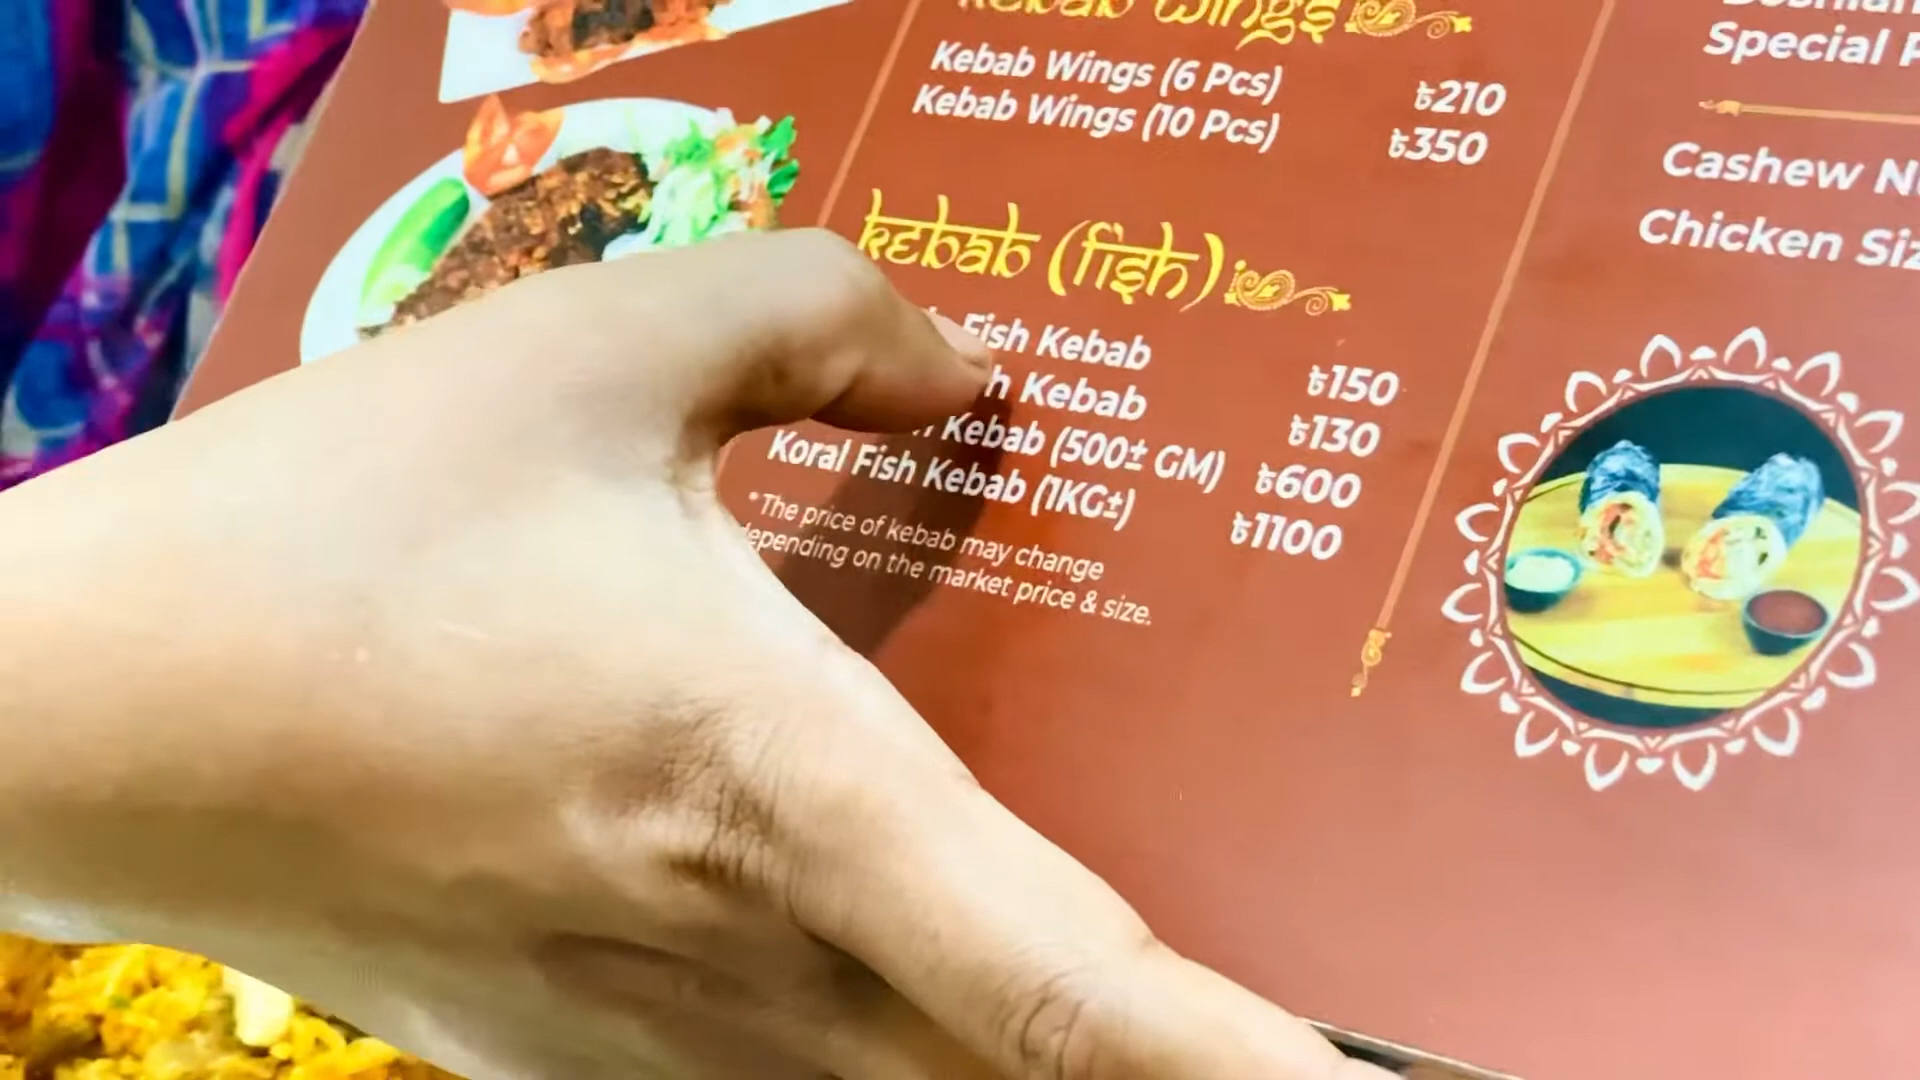 kebab wings
Kebab Wings (6 Pcs) ৳210
Kebab Wings (10 Pcs) ৳350
kebab (fish)
Fish Kebab ৳150
Kebab ৳130
Kebab (500± GM) ৳600
Koral Fish Kebab (1KG±) ৳1100
* The price of kebab may change
depending on the market price & size.
Special
Cashew
Chicken